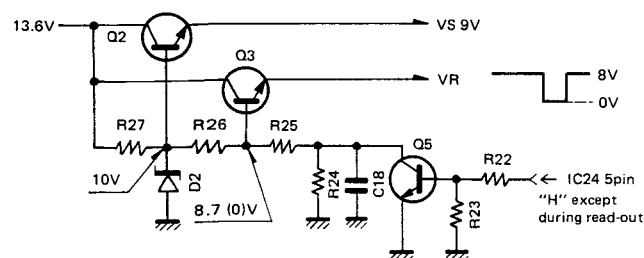 13.6V
Q2
VS 9V
Q3
VR
8V
0V
R27
R26
R25
Q5
R22
10V
D2
R24
C18
R23
8.7 (0)V
← IC24 5pin
"H" except
during read-out